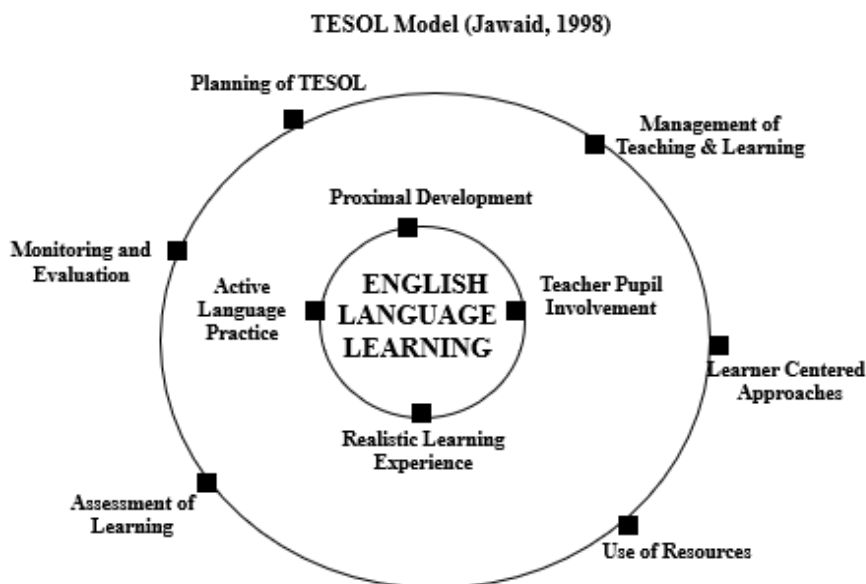 TESOL Model (Jawaid, 1998)
Planning of TESOL
Management of
Teaching & Learning
Proximal Development
Monitoring and
Evaluation
Active
Language
Practice
ENGLISH
LANGUAGE
LEARNING
Teacher Pupil
Involvement
Learner Centered
Approaches
Realistic Learning
Experience
Assessment of
Learning
Use of Resources